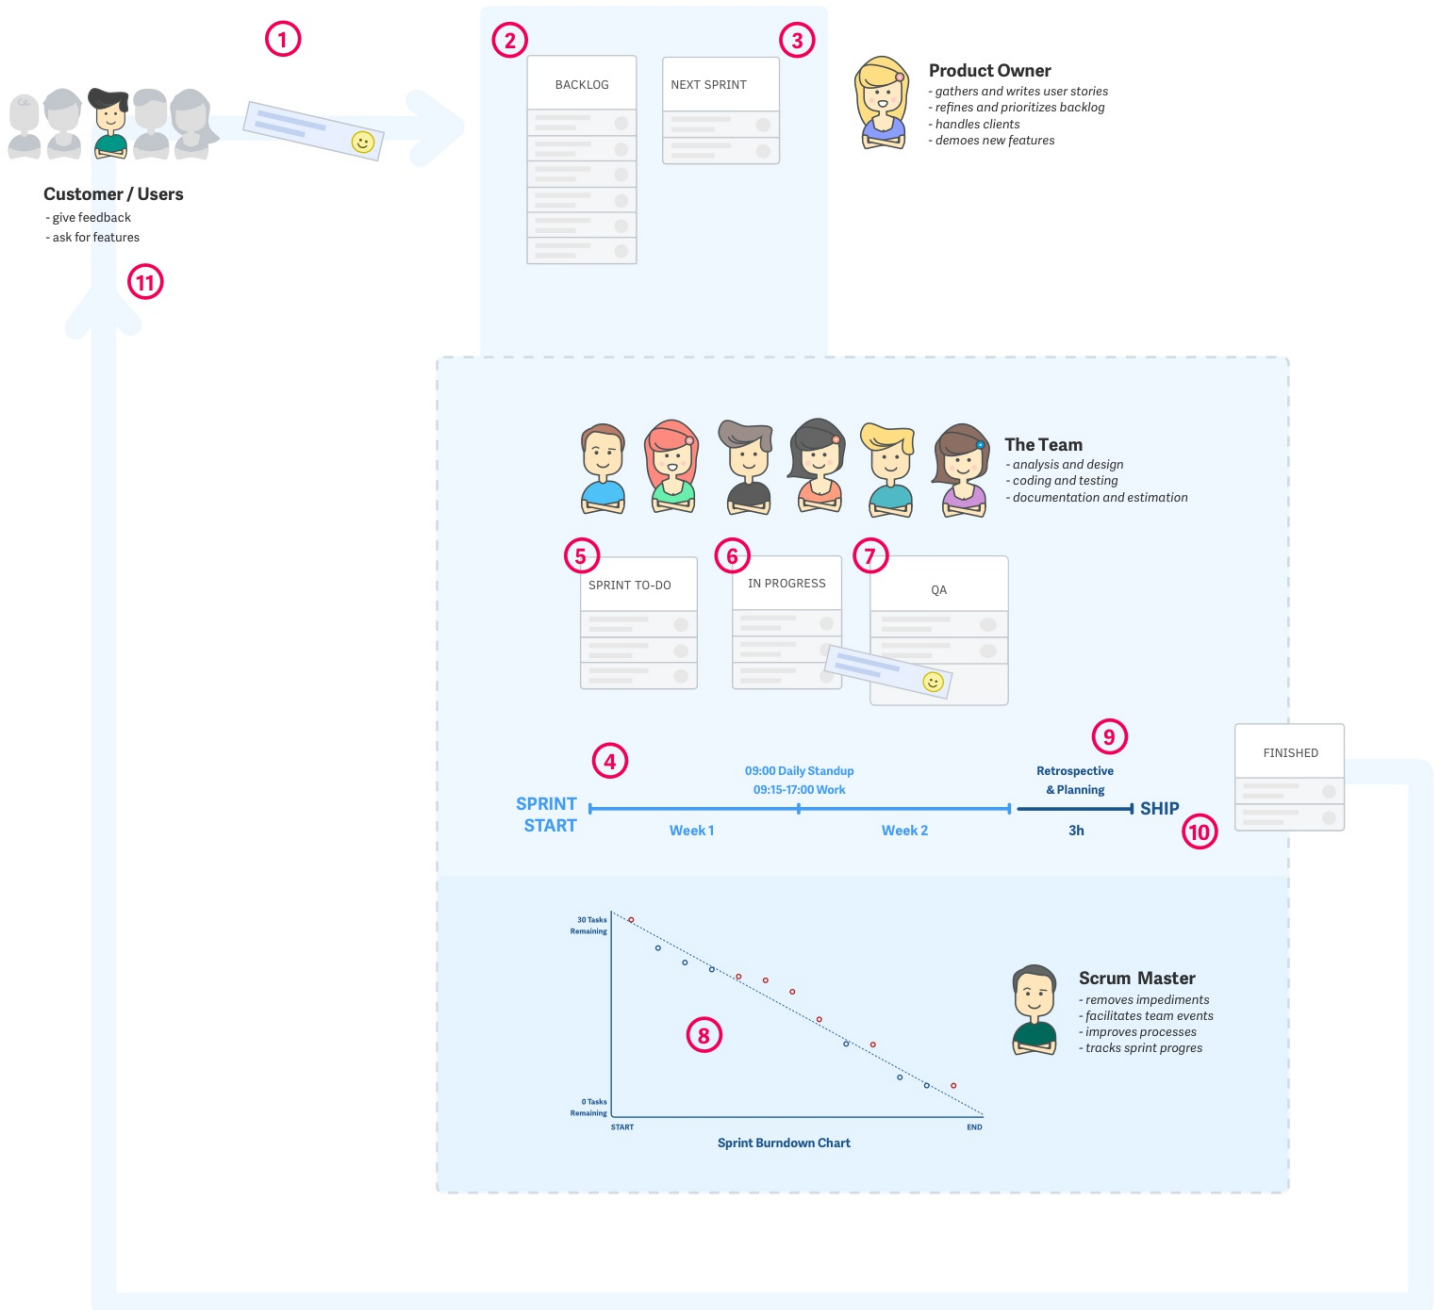 1
2
3
BACKLOG
NEXT SPRINT
Product Owner
- gathers and writes user stories
- refines and prioritizes backlog
- handles clients
- demoes new features
Customer / Users
- give feedback
- ask for features
11
The Team
- analysis and design
- coding and testing
- documentation and estimation
5
6
7
SPRINT TO-DO
IN PROGRESS
QA
4
9
09:00 Daily Standup
09:15-17:00 Work
Retrospective
& Planning
FINISHED
SPRINT
START
SHIP
Week 1
Week 2
3h
10
30 Tasks
Remaining
8
0 Tasks
Remaining
START
END
Sprint Burndown Chart
Scrum Master
- removes impediments
- facilitates team events
- improves processes
- tracks sprint progres